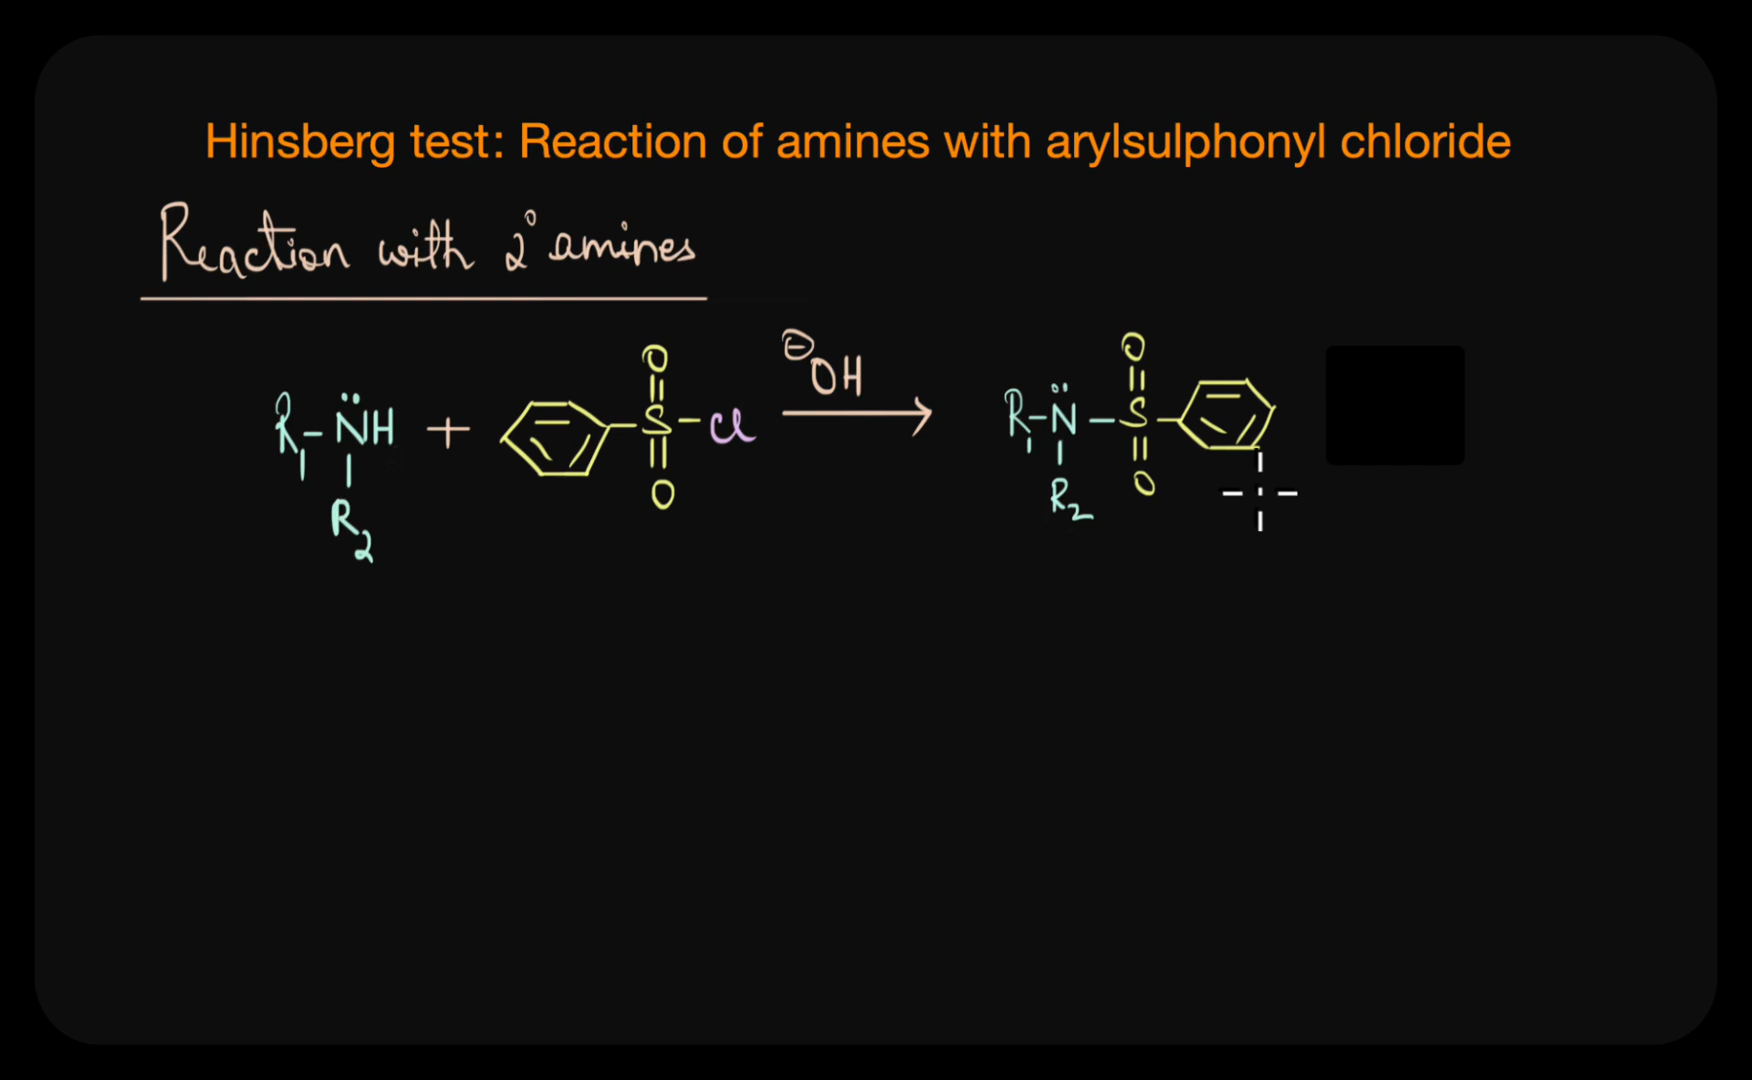 Hinsberg test: Reaction of amines with arylsulphonyl chloride
Reaction with 2° amines
O O
⊖OH
R₁-N̈H + S-Cl R₁-N̈-S
O O
R₂ R₂